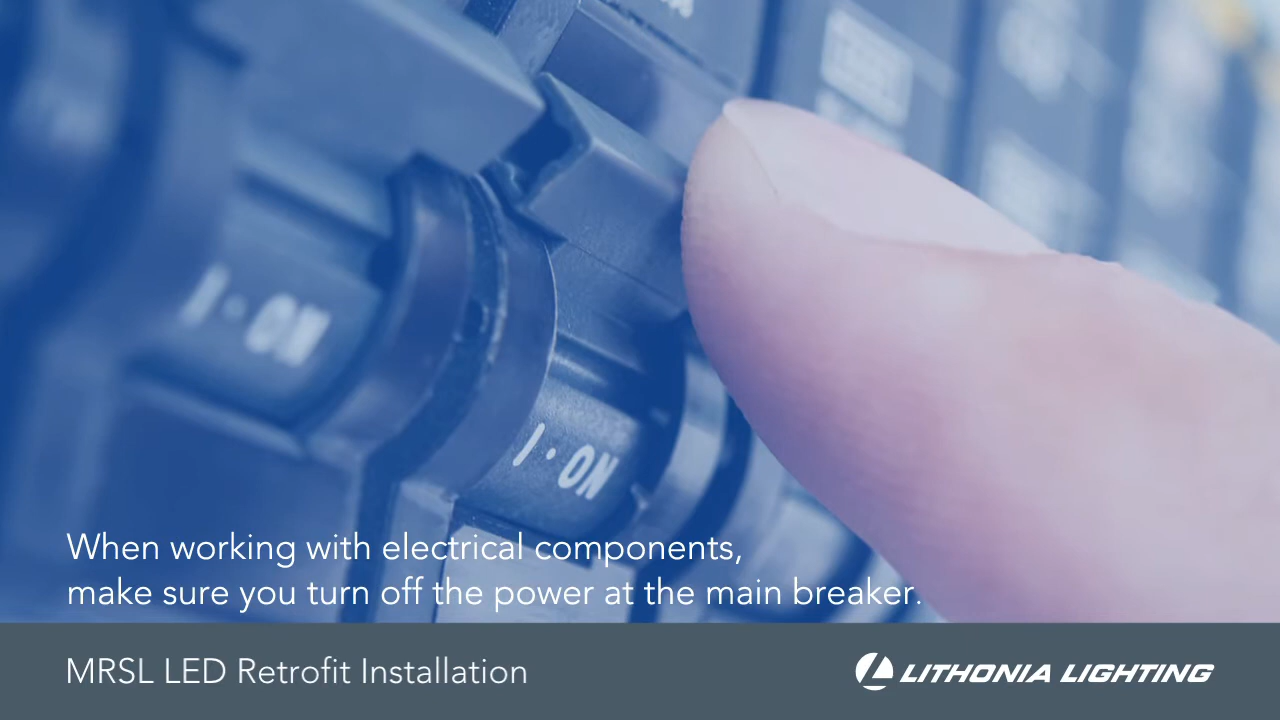 I · ON
I · ON
When working with electrical components,
make sure you turn off the power at the main breaker.
MRSL LED Retrofit Installation
LITHONIA LIGHTING